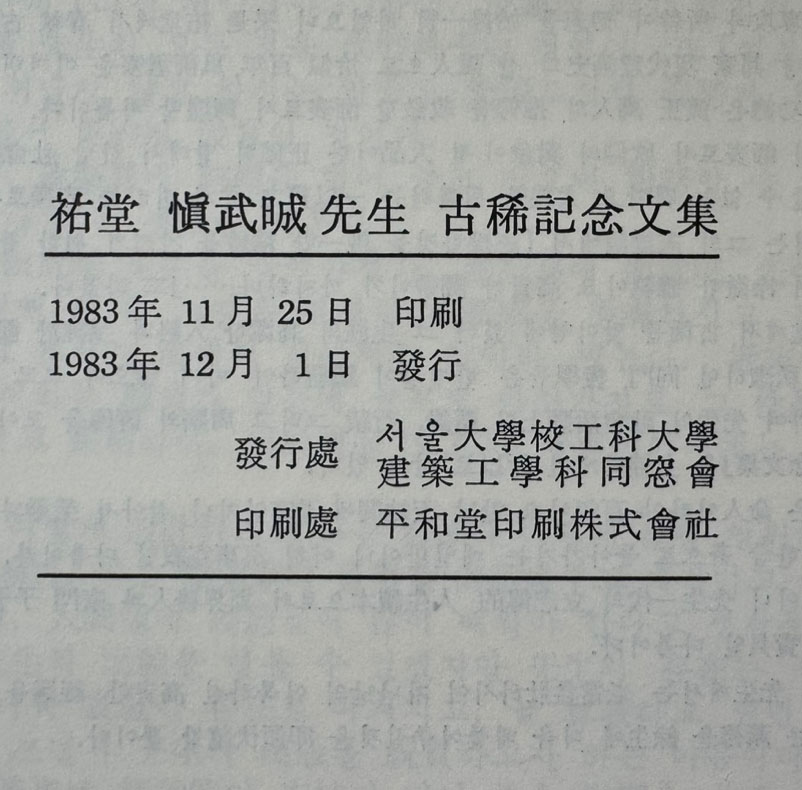 祐堂 愼武晠 先生 古稀記念文集
1983年 11月 25日 印刷
1983年 12月 1日 發行
發行處 서울大學校工科大學
建築工學科同窓會
印刷處 平和堂印刷株式會社